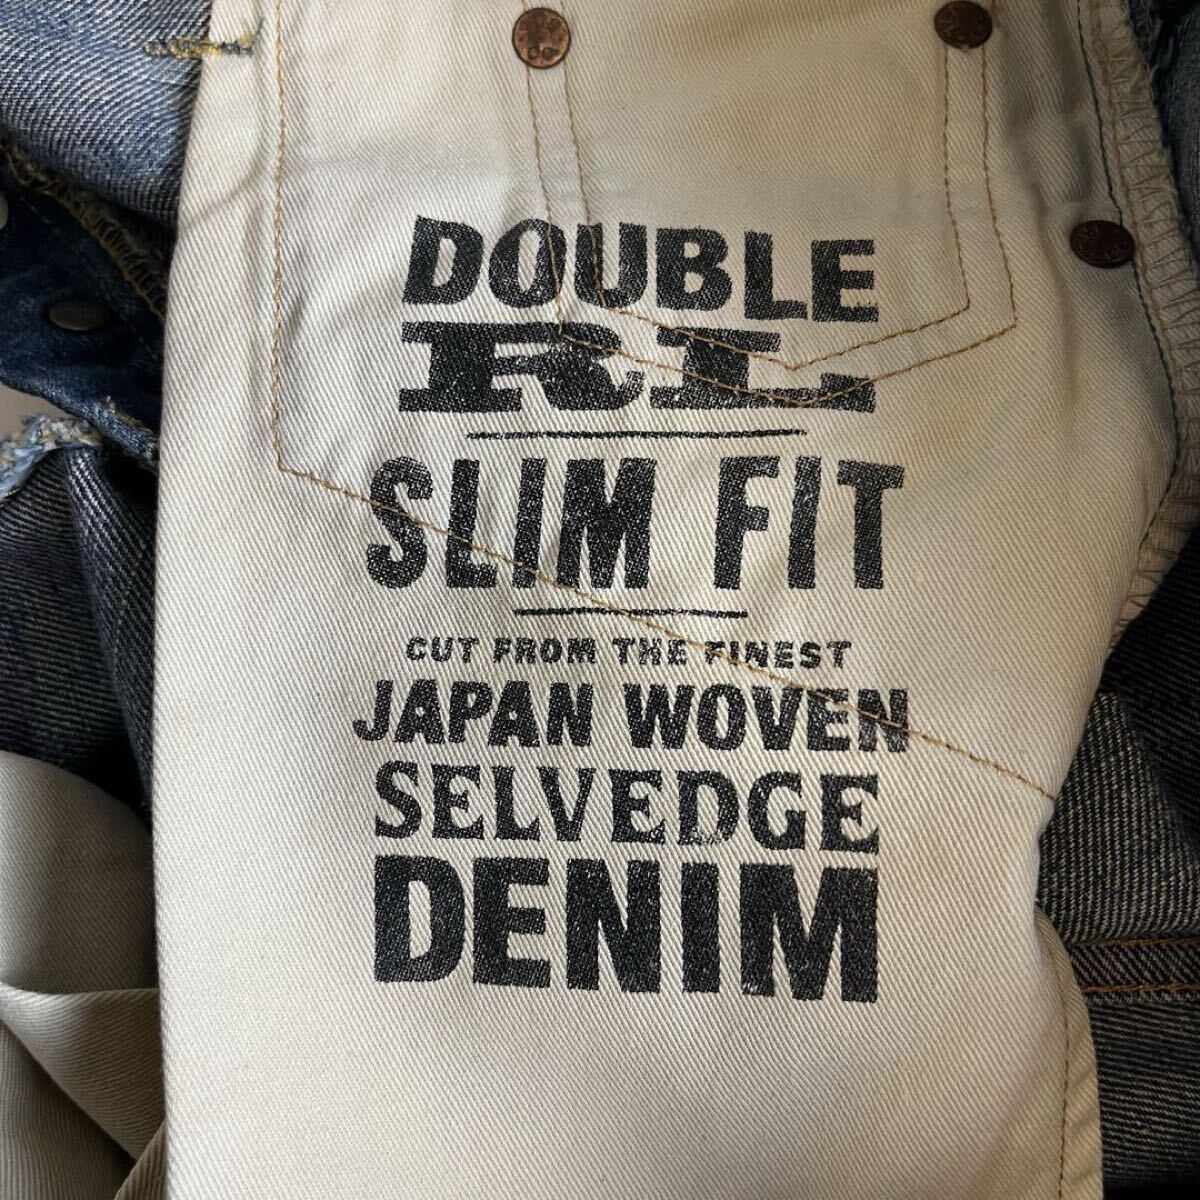 DOUBLE
RL
SLIM FIT
CUT FROM THE FINEST
JAPAN WOVEN
SELVEDGE
DENIM